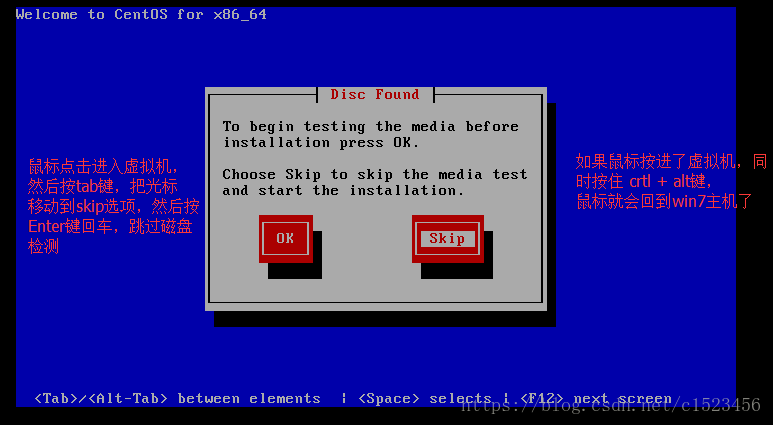 Welcome to CentOS for x86_64
Disc Found
To begin testing the media before
installation press OK.
Choose Skip to skip the media test
and start the installation.
OK
Skip
鼠标点击进入虚拟机，
然后按tab键，把光标
移动到skip选项，然后按
Enter键回车，跳过磁盘
检测
如果鼠标按进了虚拟机，同
时按住 crtl + alt键，
鼠标就会回到win7主机了
<Tab>/<Alt-Tab> between elements | <Space> selects | <F12> next screen
https://blog.csdn.net/c1523456